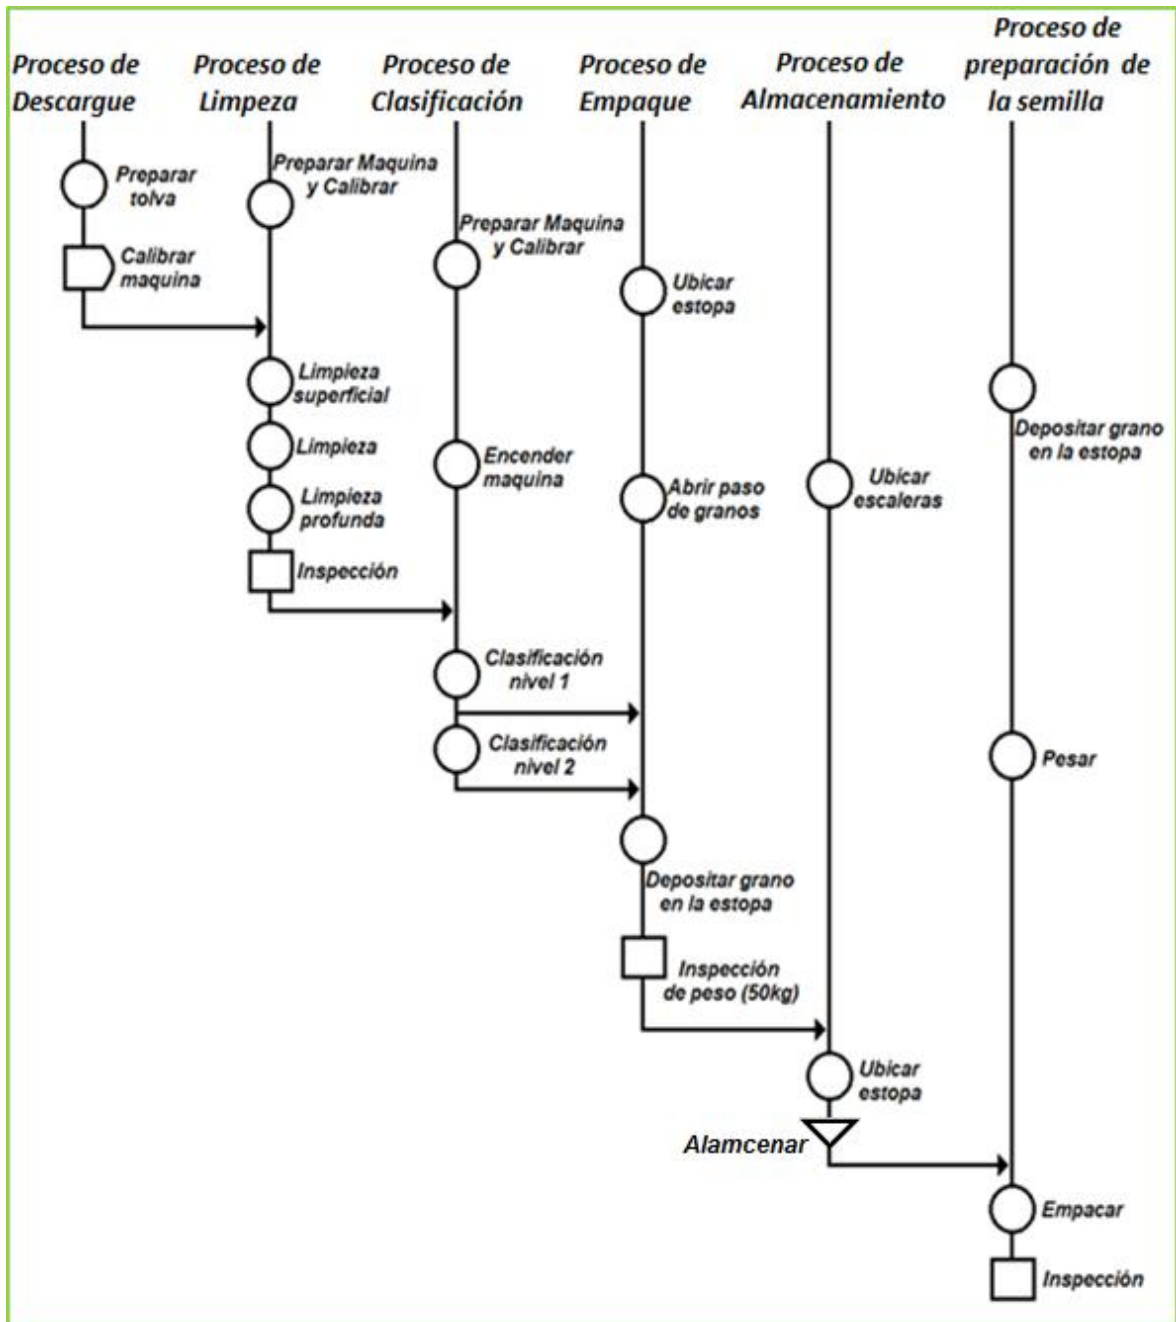 Proceso de
Descargue
Proceso de
Limpeza
Proceso de
Clasificación
Proceso de
Empaque
Proceso de
Almacenamiento
Proceso de
preparación de
la semilla
Preparar
tolva
Calibrar
maquina
Preparar Maquina
y Calibrar
Limpieza
superficial
Limpieza
Limpieza
profunda
Inspección
Preparar Maquina
y Calibrar
Encender
maquina
Clasificación
nivel 1
Clasificación
nivel 2
Ubicar
estopa
Abrir paso
de granos
Depositar grano
en la estopa
Inspección
de peso (50kg)
Ubicar
escaleras
Ubicar
estopa
Alamcenar
Depositar grano
en la estopa
Pesar
Empacar
Inspección